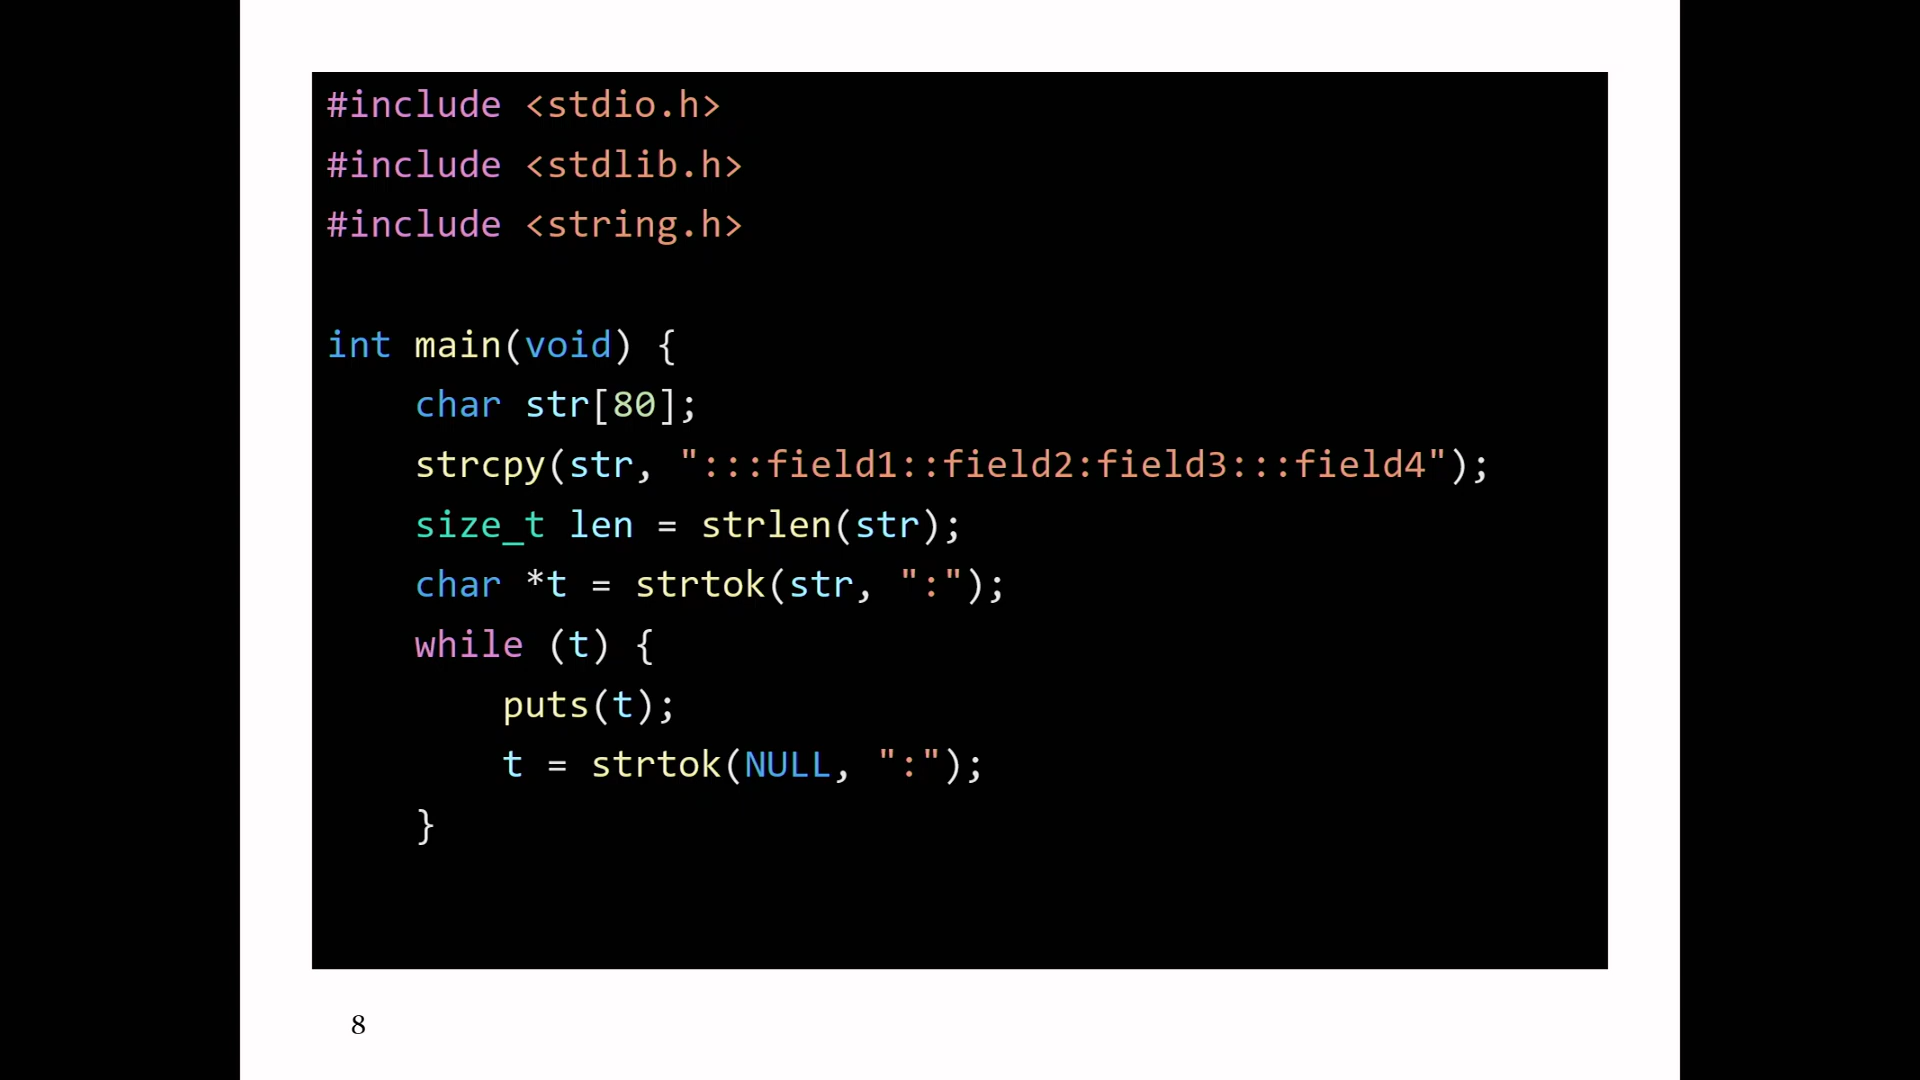 #include <stdio.h>
#include <stdlib.h>
#include <string.h>
int main(void) {
    char str[80];
    strcpy(str, ":::field1::field2:field3:::field4");
    size_t len = strlen(str);
    char *t = strtok(str, ":");
    while (t) {
        puts(t);
        t = strtok(NULL, ":");
    }
8